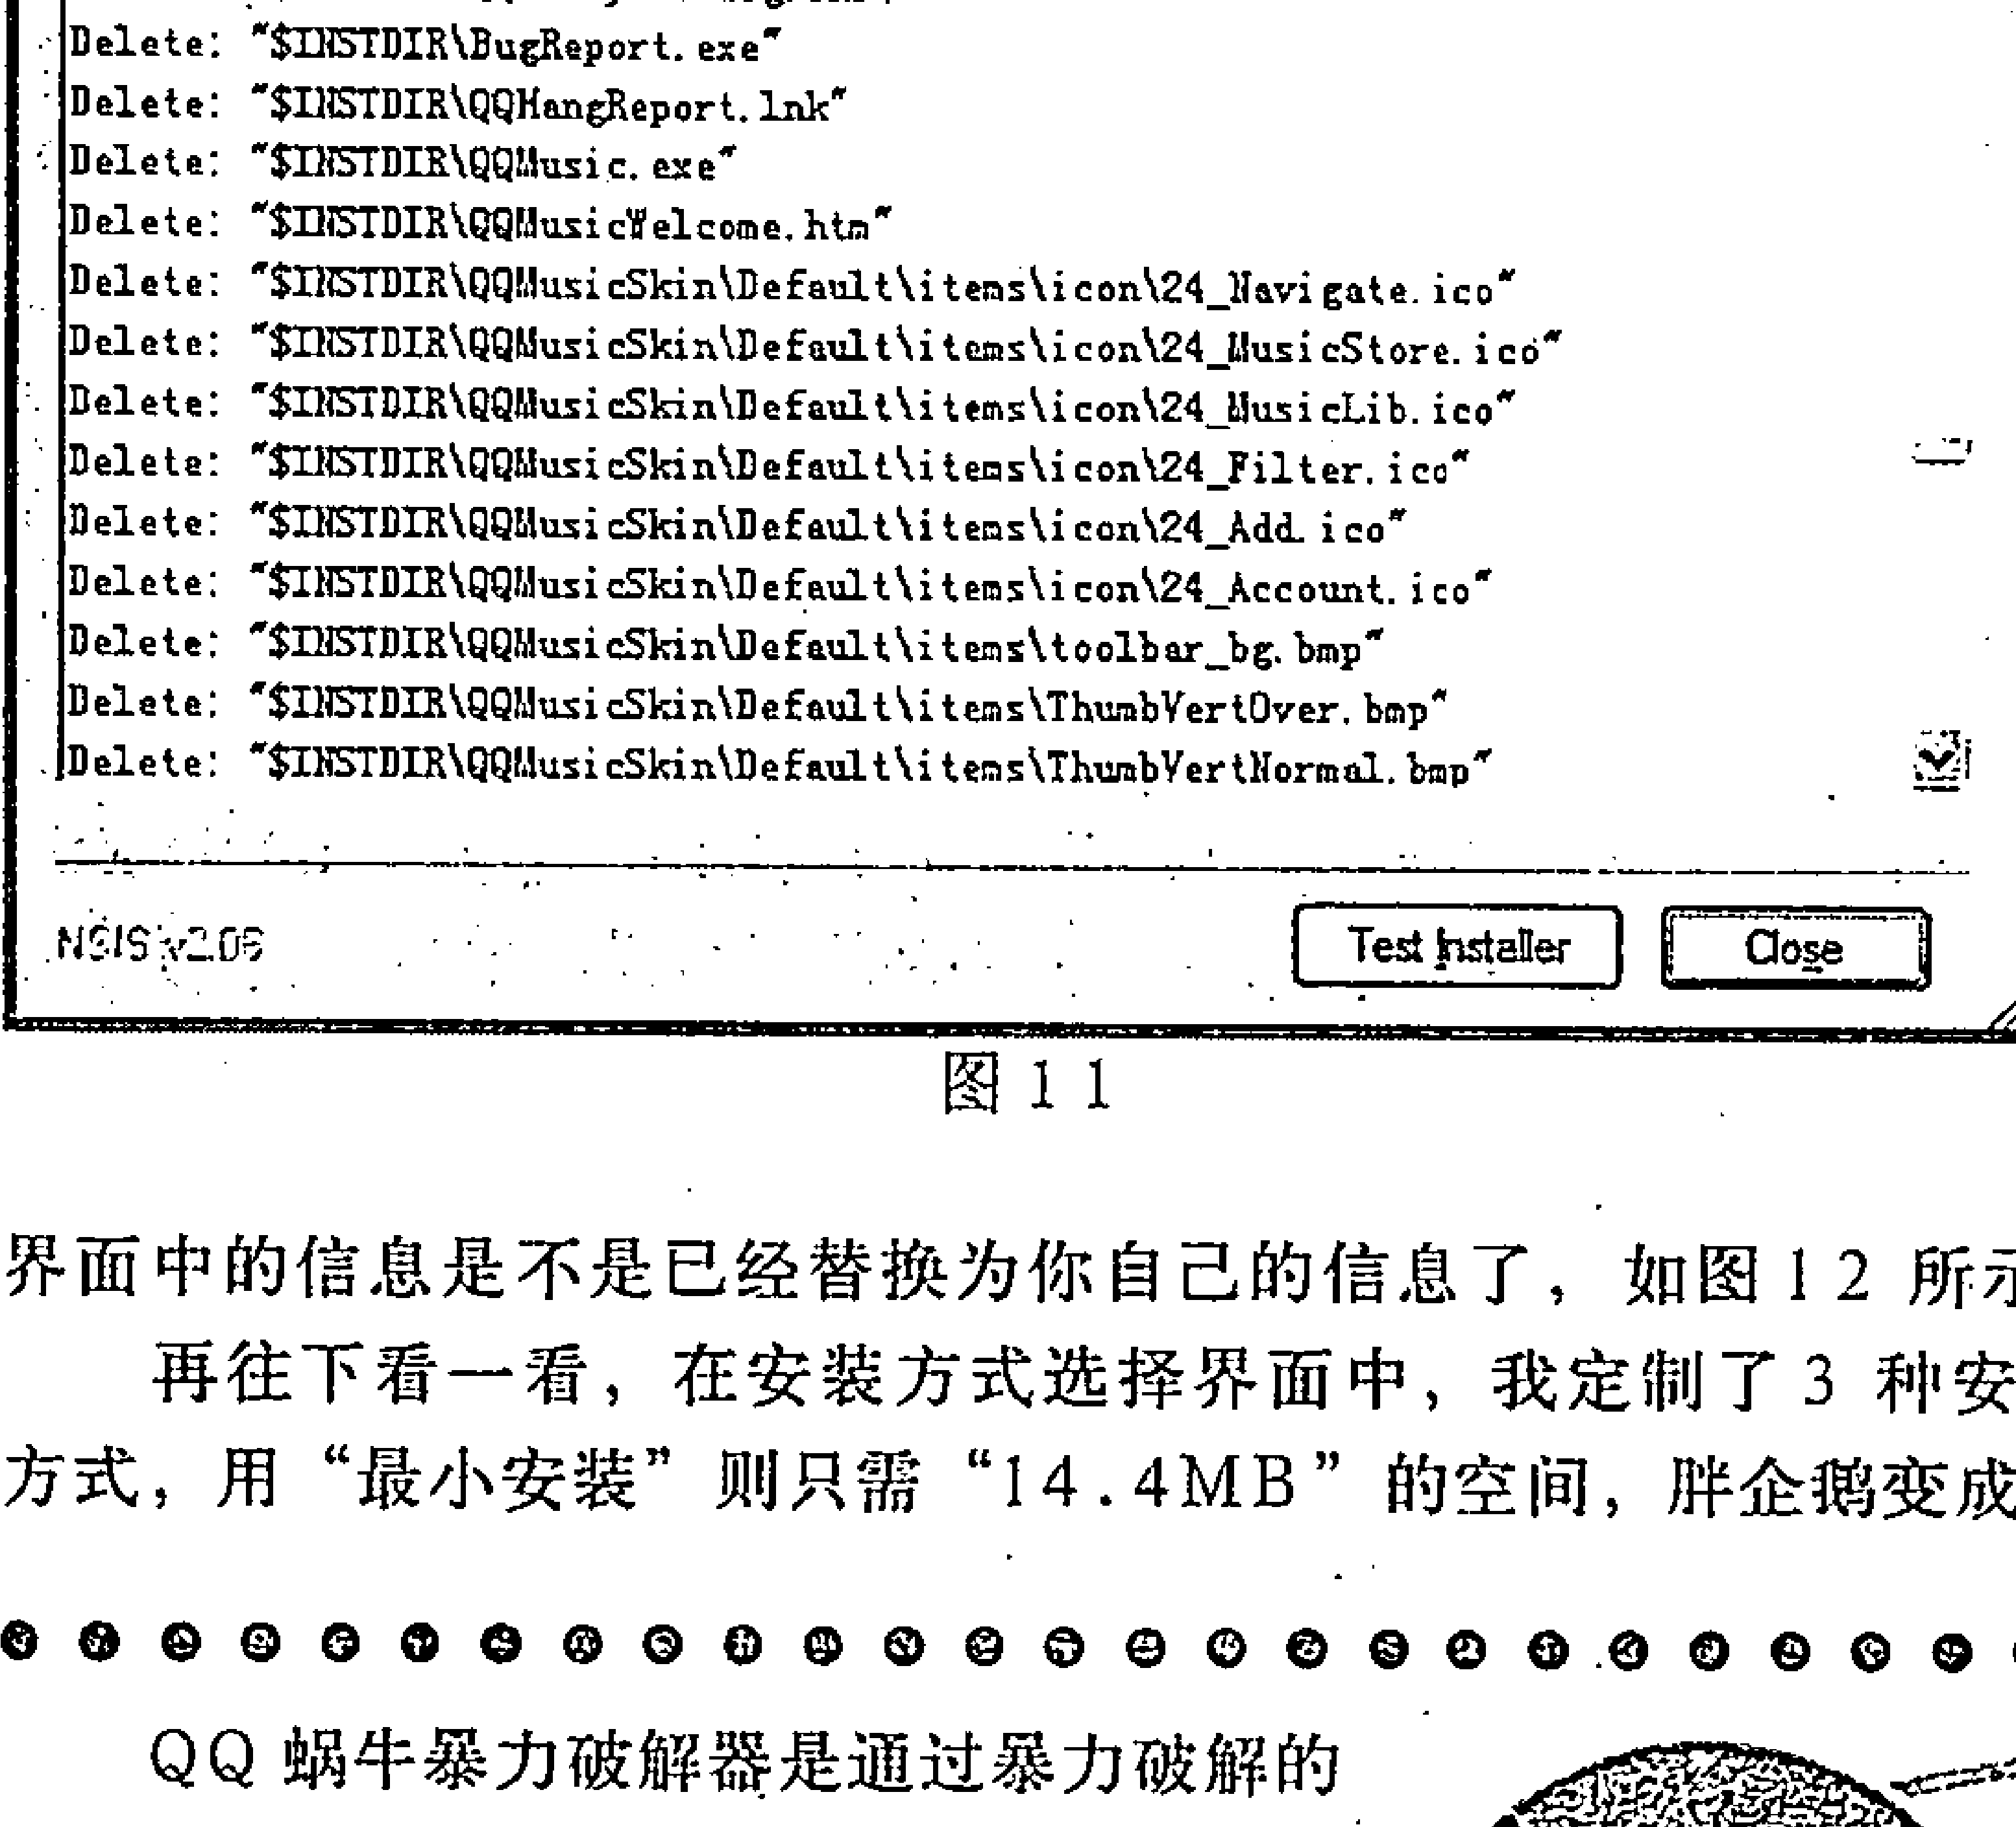 Delete: "$INSTDIR\BugReport.exe"
Delete: "$INSTDIR\QQHangReport.lnk"
Delete: "$INSTDIR\QQMusic.exe"
Delete: "$INSTDIR\QQMusicWelcome.htm"
Delete: "$INSTDIR\QQMusicSkin\Default\items\icon\24_Navigate.ico"
Delete: "$INSTDIR\QQMusicSkin\Default\items\icon\24_MusicStore.ico"
Delete: "$INSTDIR\QQMusicSkin\Default\items\icon\24_MusicLib.ico"
Delete: "$INSTDIR\QQMusicSkin\Default\items\icon\24_Filter.ico"
Delete: "$INSTDIR\QQMusicSkin\Default\items\icon\24_Add.ico"
Delete: "$INSTDIR\QQMusicSkin\Default\items\icon\24_Account.ico"
Delete: "$INSTDIR\QQMusicSkin\Default\items\toolbar_bg.bmp"
Delete: "$INSTDIR\QQMusicSkin\Default\items\ThumbVertOver.bmp"
Delete: "$INSTDIR\QQMusicSkin\Default\items\ThumbVertNormal.bmp"
NSIS v2.06
Test Installer
Close
图11
界面中的信息是不是已经替换为你自己的信息了，如图12 所示
再往下看一看，在安装方式选择界面中，我定制了3 种安
方式，用“最小安装”则只需“14.4MB”的空间，胖企鹅变成
QQ 蜗牛暴力破解器是通过暴力破解的